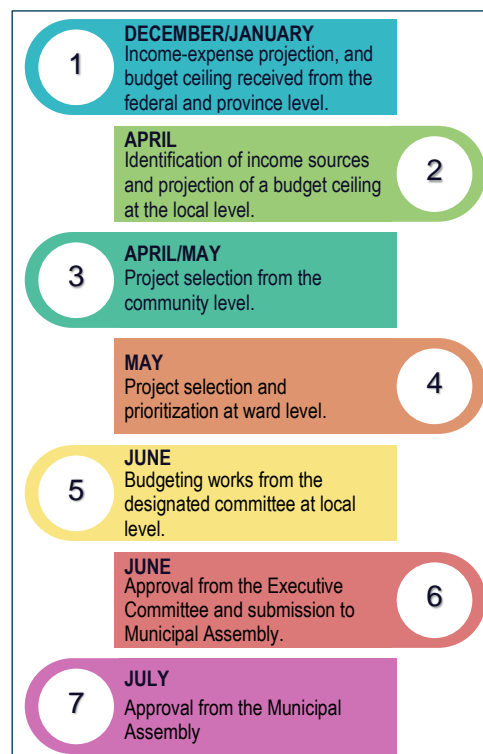 1
DECEMBER/JANUARY
Income-expense projection, and
budget ceiling received from the
federal and province level.
APRIL
Identification of income sources
and projection of a budget ceiling
at the local level.
2
3
APRIL/MAY
Project selection from the
community level.
MAY
Project selection and
prioritization at ward level.
4
5
JUNE
Budgeting works from the
designated committee at local
level.
JUNE
Approval from the Executive
Committee and submission to
Municipal Assembly.
6
7
JULY
Approval from the Municipal
Assembly